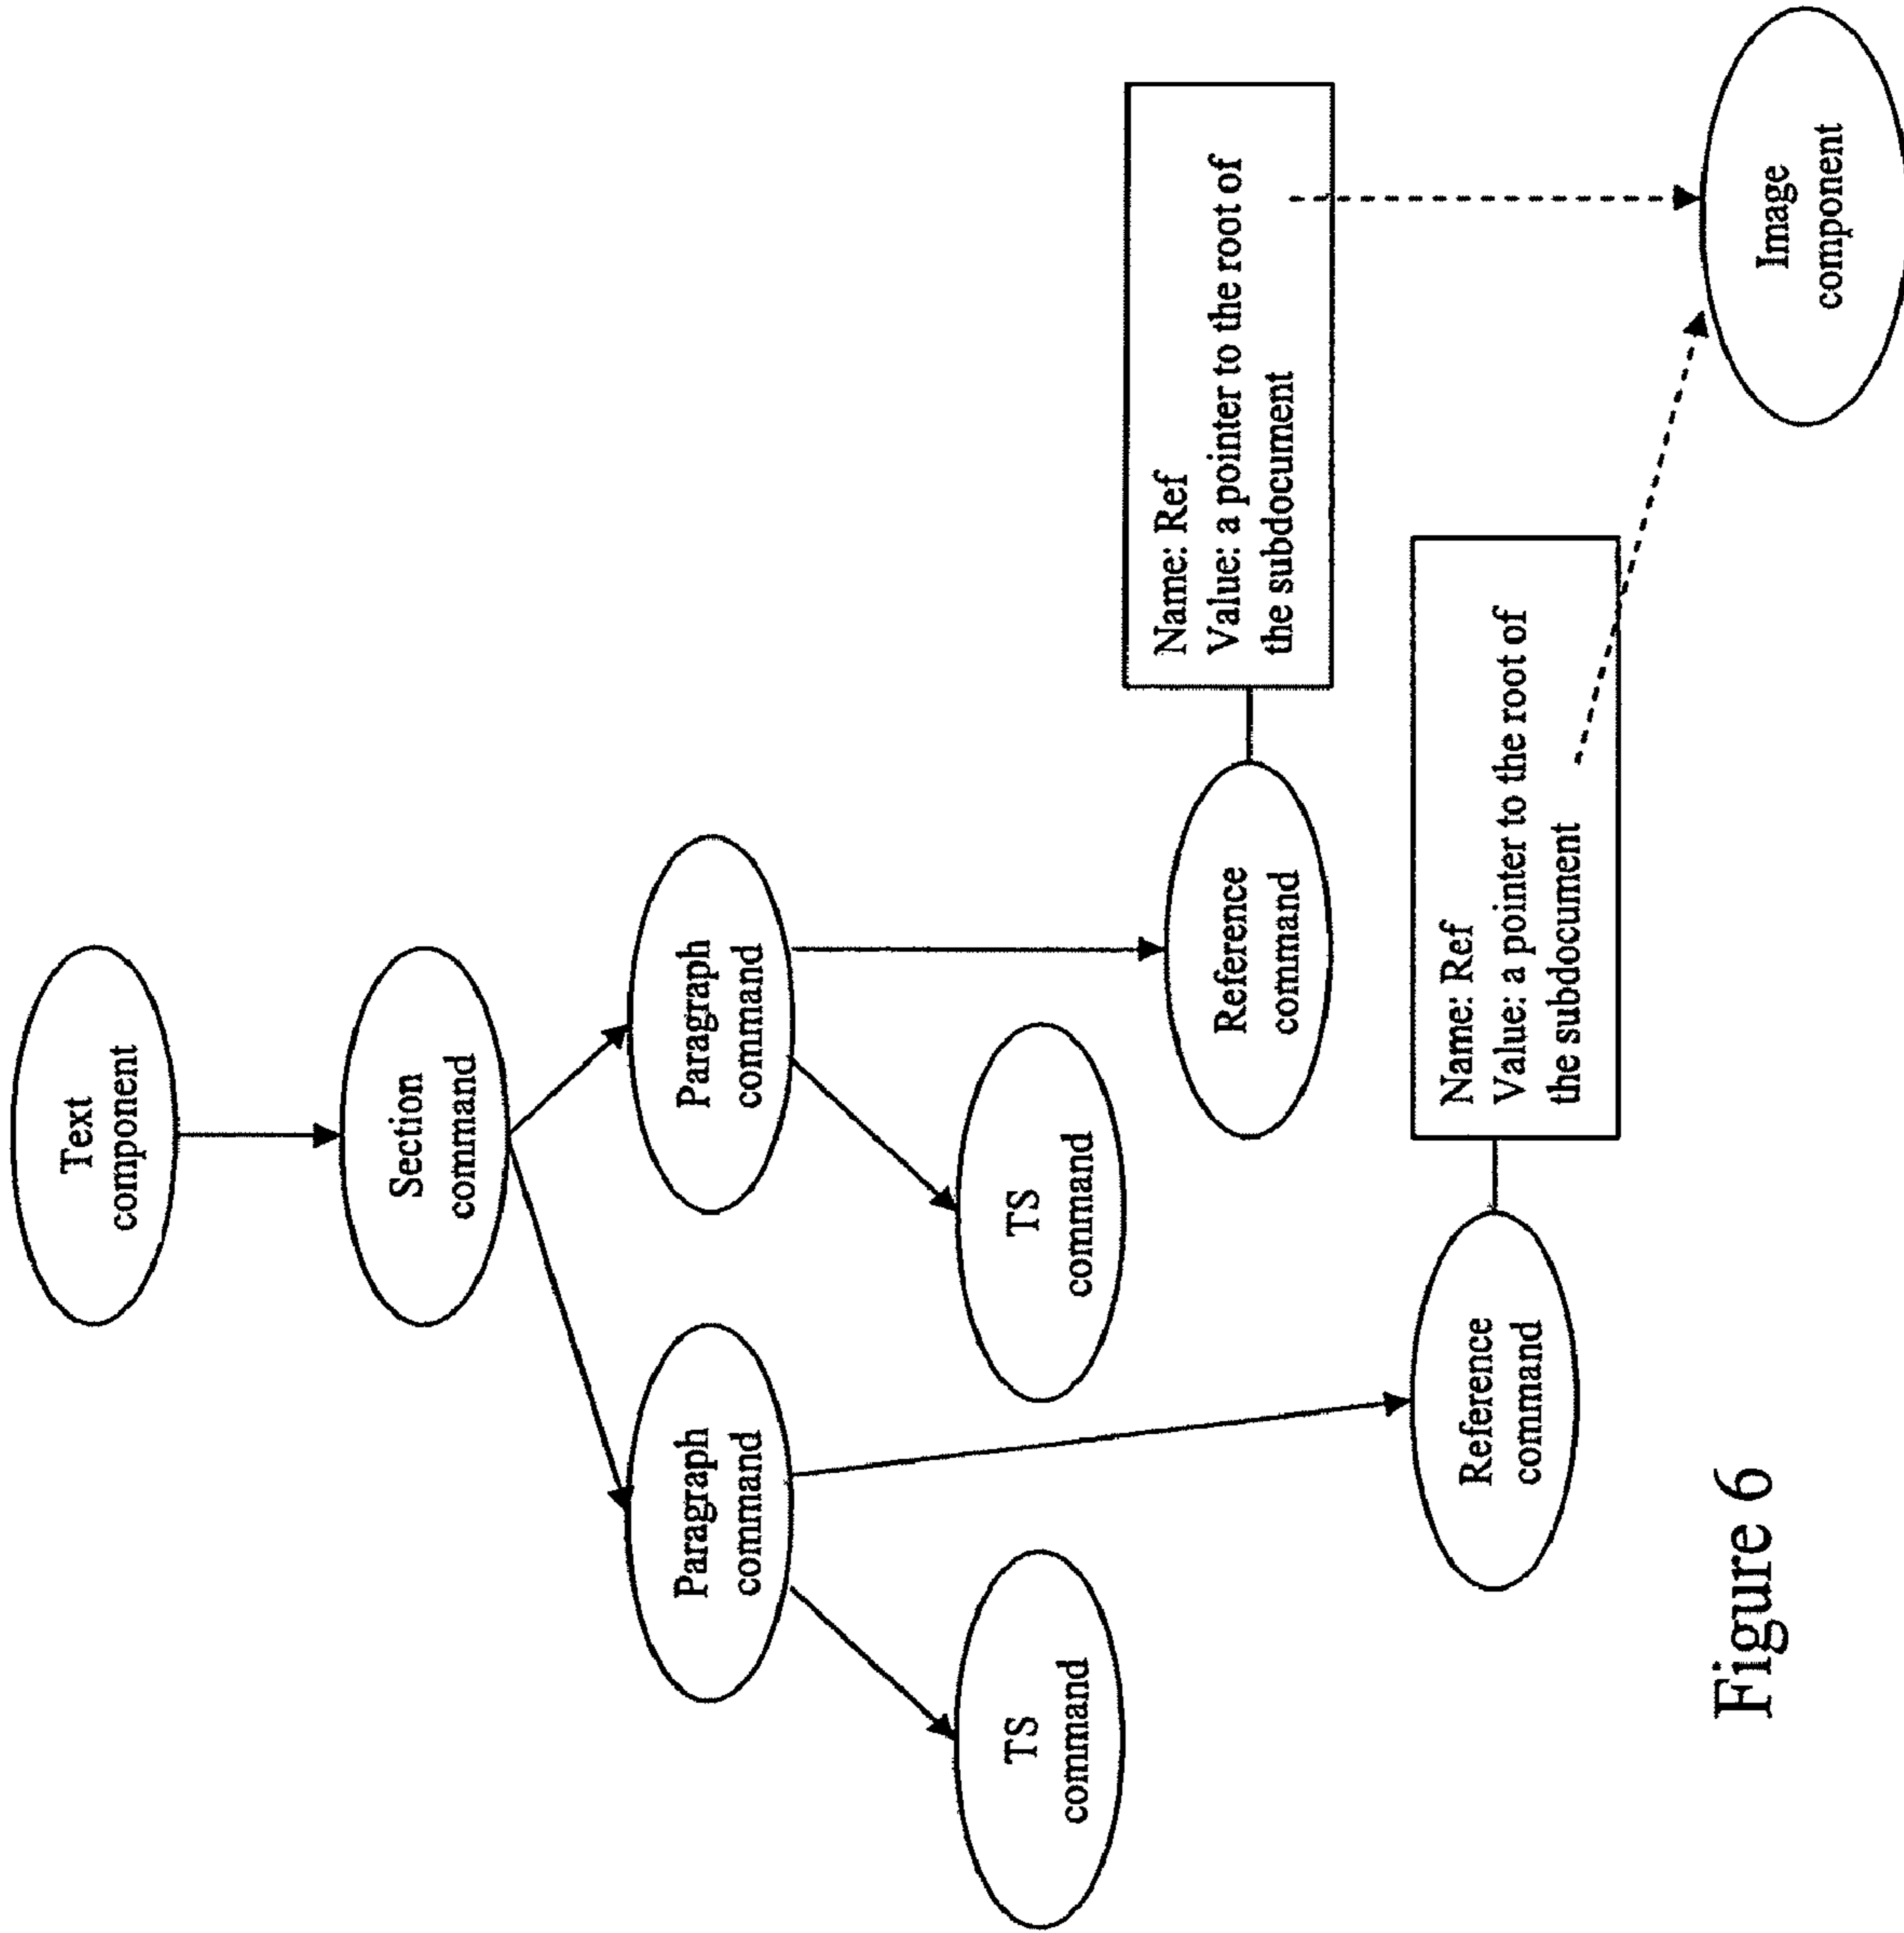 Text
component
Section
command
Paragraph
command
Paragraph
command
TS
command
TS
command
Reference
command
Name: Ref
Value: a pointer to the root of
the subdocument
Reference
command
Name: Ref
Value: a pointer to the root of
the subdocument
Image
component
Figure 6